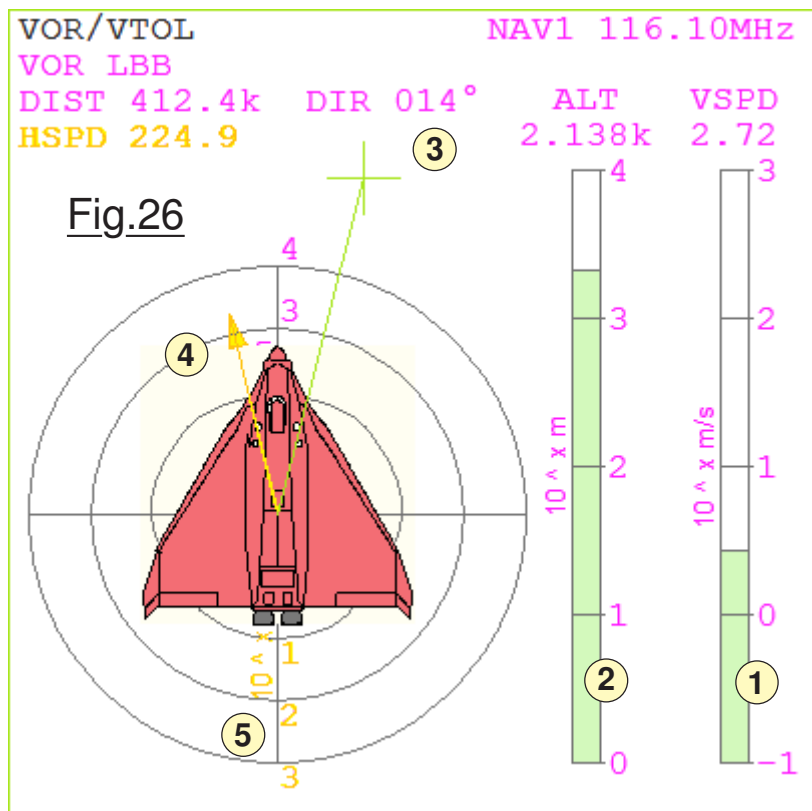 VOR/VTOL NAV1 116.10MHz
VOR LBB
DIST 412.4k DIR 014° ALT VSPD
HSPD 224.9 2.138k 2.72
3
Fig.26
4
3
4
5
1
2
3
10^ x
4
3
2
1
0
10^ x m
2
3
2
1
0
-1
10^ x m/s
1